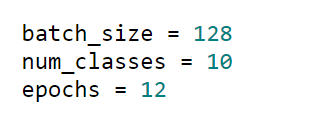 batch_size = 128
num_classes = 10
epochs = 12